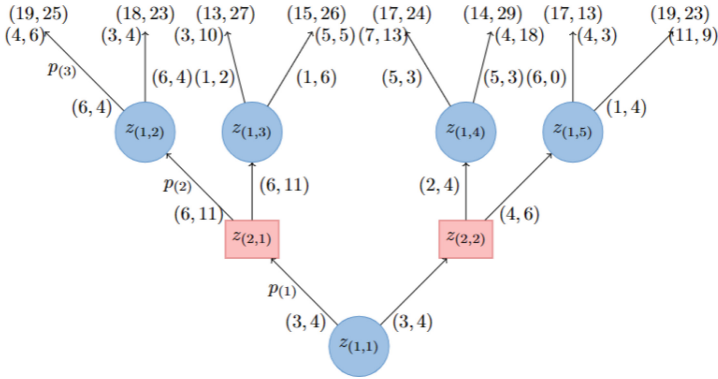 (19, 25) (18, 23) (13, 27) (15, 26) (17, 24) (14, 29) (17, 13) (19, 23)
(4, 6) (3, 4) (3, 10) (5, 5) (7, 13) (4, 18) (4, 3) (11, 9)
p(3) (6, 4) (1, 2) (1, 6) (5, 3) (5, 3) (6, 0)
(6, 4) (1, 4)
z(1,2) z(1,3) z(1,4) z(1,5)
p(2) (6, 11) (2, 4)
(6, 11) (4, 6)
z(2,1) z(2,2)
p(1)
(3, 4) (3, 4)
z(1,1)